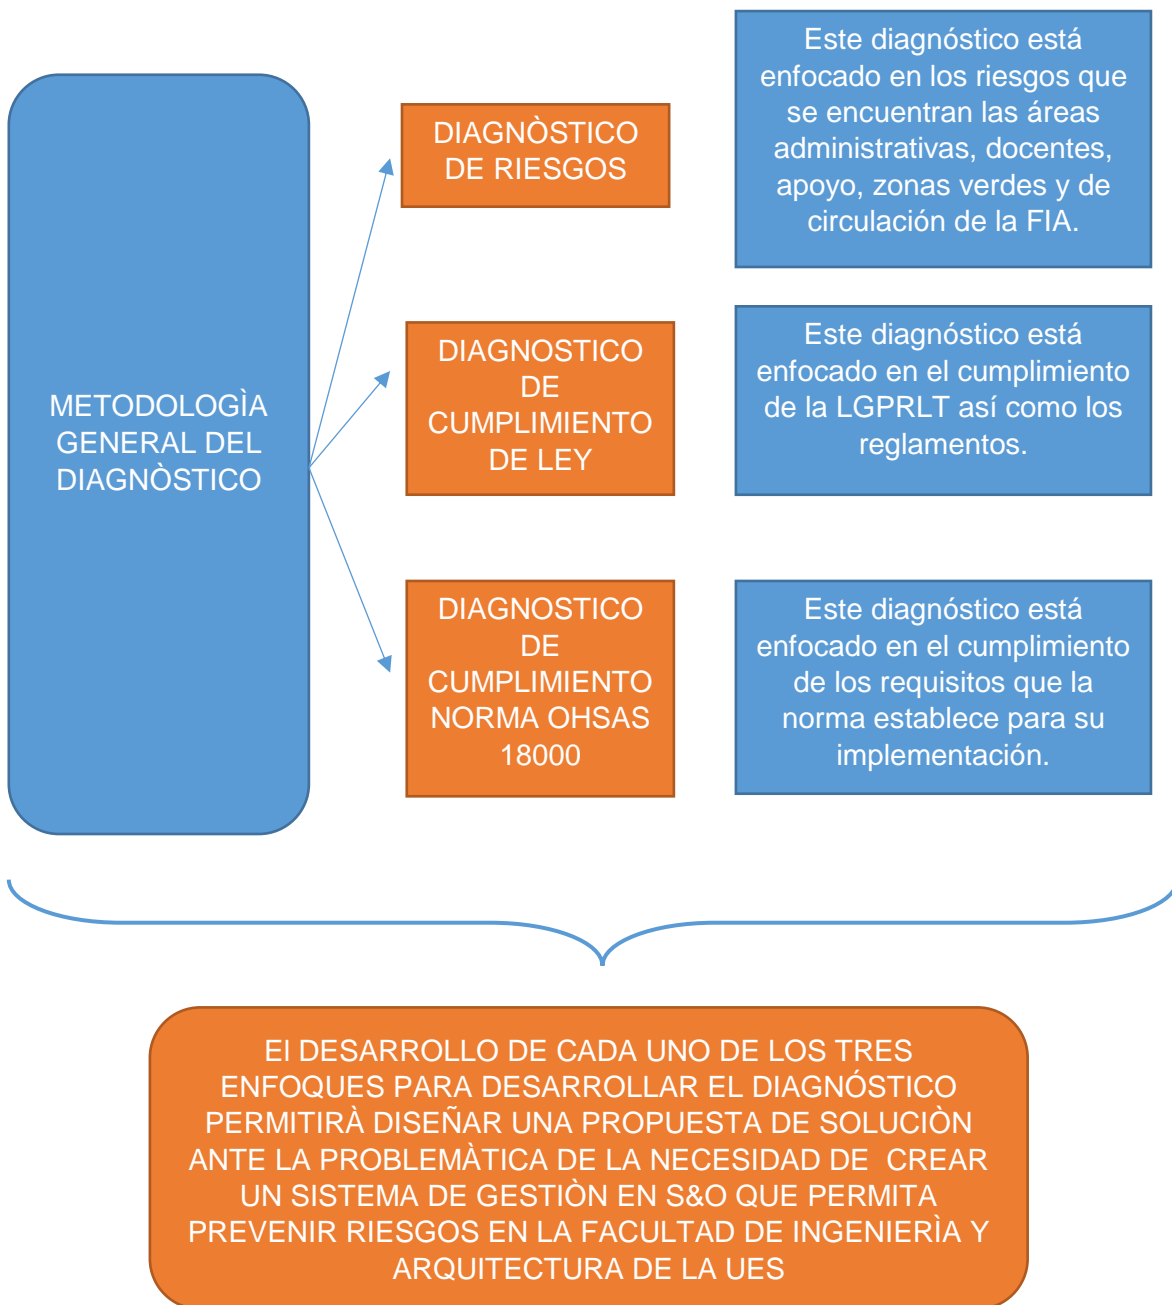 METODOLOGÌA
GENERAL DEL
DIAGNÒSTICO
DIAGNÒSTICO
DE RIESGOS
Este diagnóstico está
enfocado en los riesgos que
se encuentran las áreas
administrativas, docentes,
apoyo, zonas verdes y de
circulación de la FIA.
DIAGNOSTICO
DE
CUMPLIMIENTO
DE LEY
Este diagnóstico está
enfocado en el cumplimiento
de la LGPRLT así como los
reglamentos.
DIAGNOSTICO
DE
CUMPLIMIENTO
NORMA OHSAS
18000
Este diagnóstico está
enfocado en el cumplimiento
de los requisitos que la
norma establece para su
implementación.
El DESARROLLO DE CADA UNO DE LOS TRES
ENFOQUES PARA DESARROLLAR EL DIAGNÓSTICO
PERMITIRÀ DISEÑAR UNA PROPUESTA DE SOLUCIÒN
ANTE LA PROBLEMÀTICA DE LA NECESIDAD DE CREAR
UN SISTEMA DE GESTIÒN EN S&O QUE PERMITA
PREVENIR RIESGOS EN LA FACULTAD DE INGENIERÌA Y
ARQUITECTURA DE LA UES